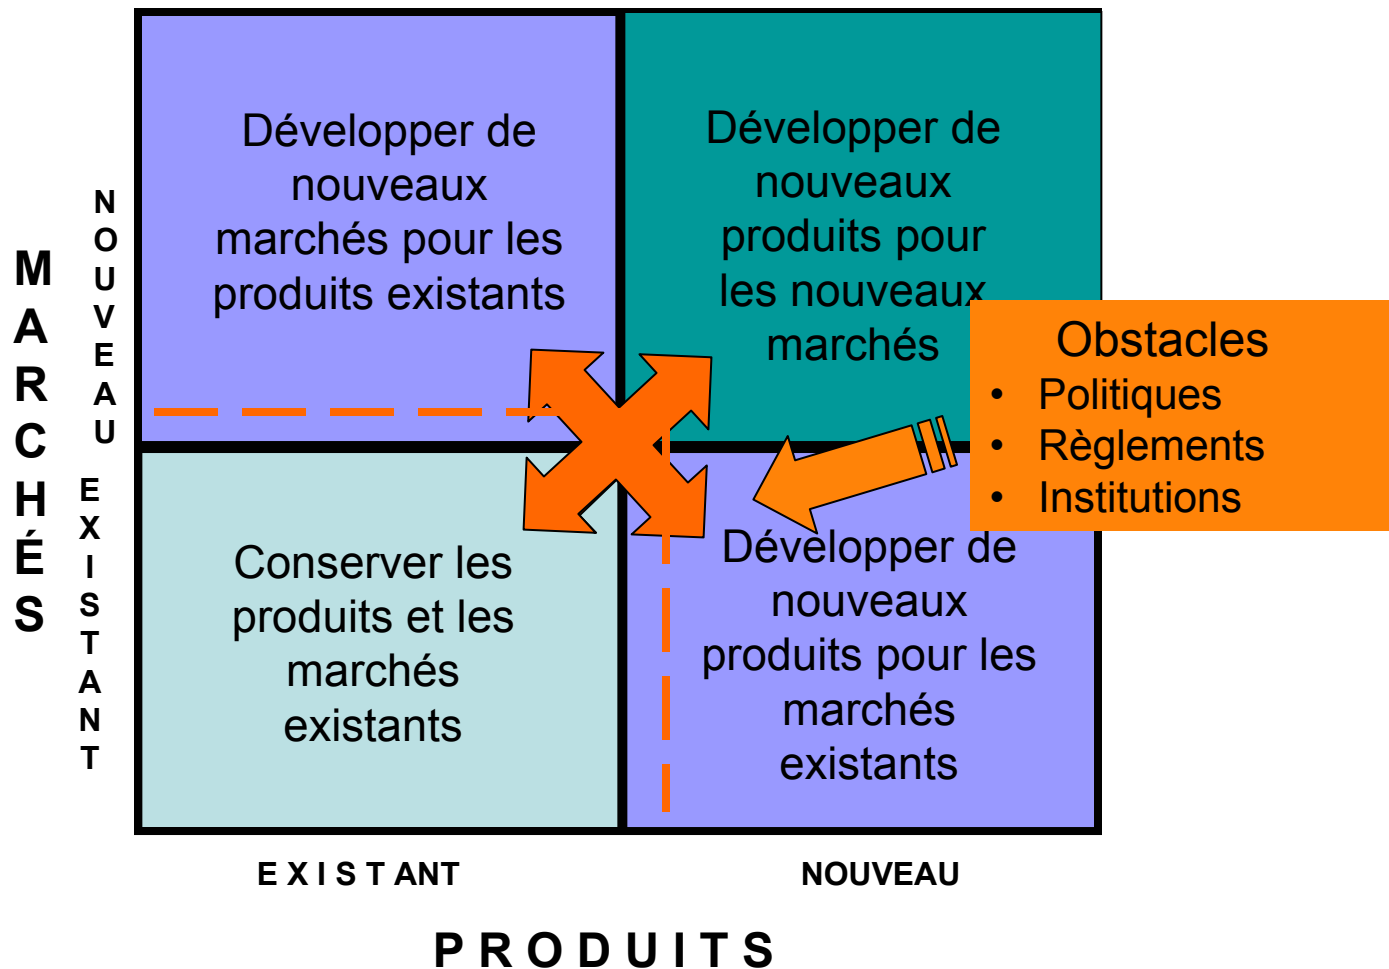 MARCHÉS
NOUVEAU
EXISTANT
Développer de
nouveaux
marchés pour les
produits existants
Développer de
nouveaux
produits pour
les nouveaux
marchés
Obstacles
• Politiques
• Règlements
• Institutions
Conserver les
produits et les
marchés
existants
Développer de
nouveaux
produits pour les
marchés
existants
E X I S T ANT
NOUVEAU
P R O D U I T S